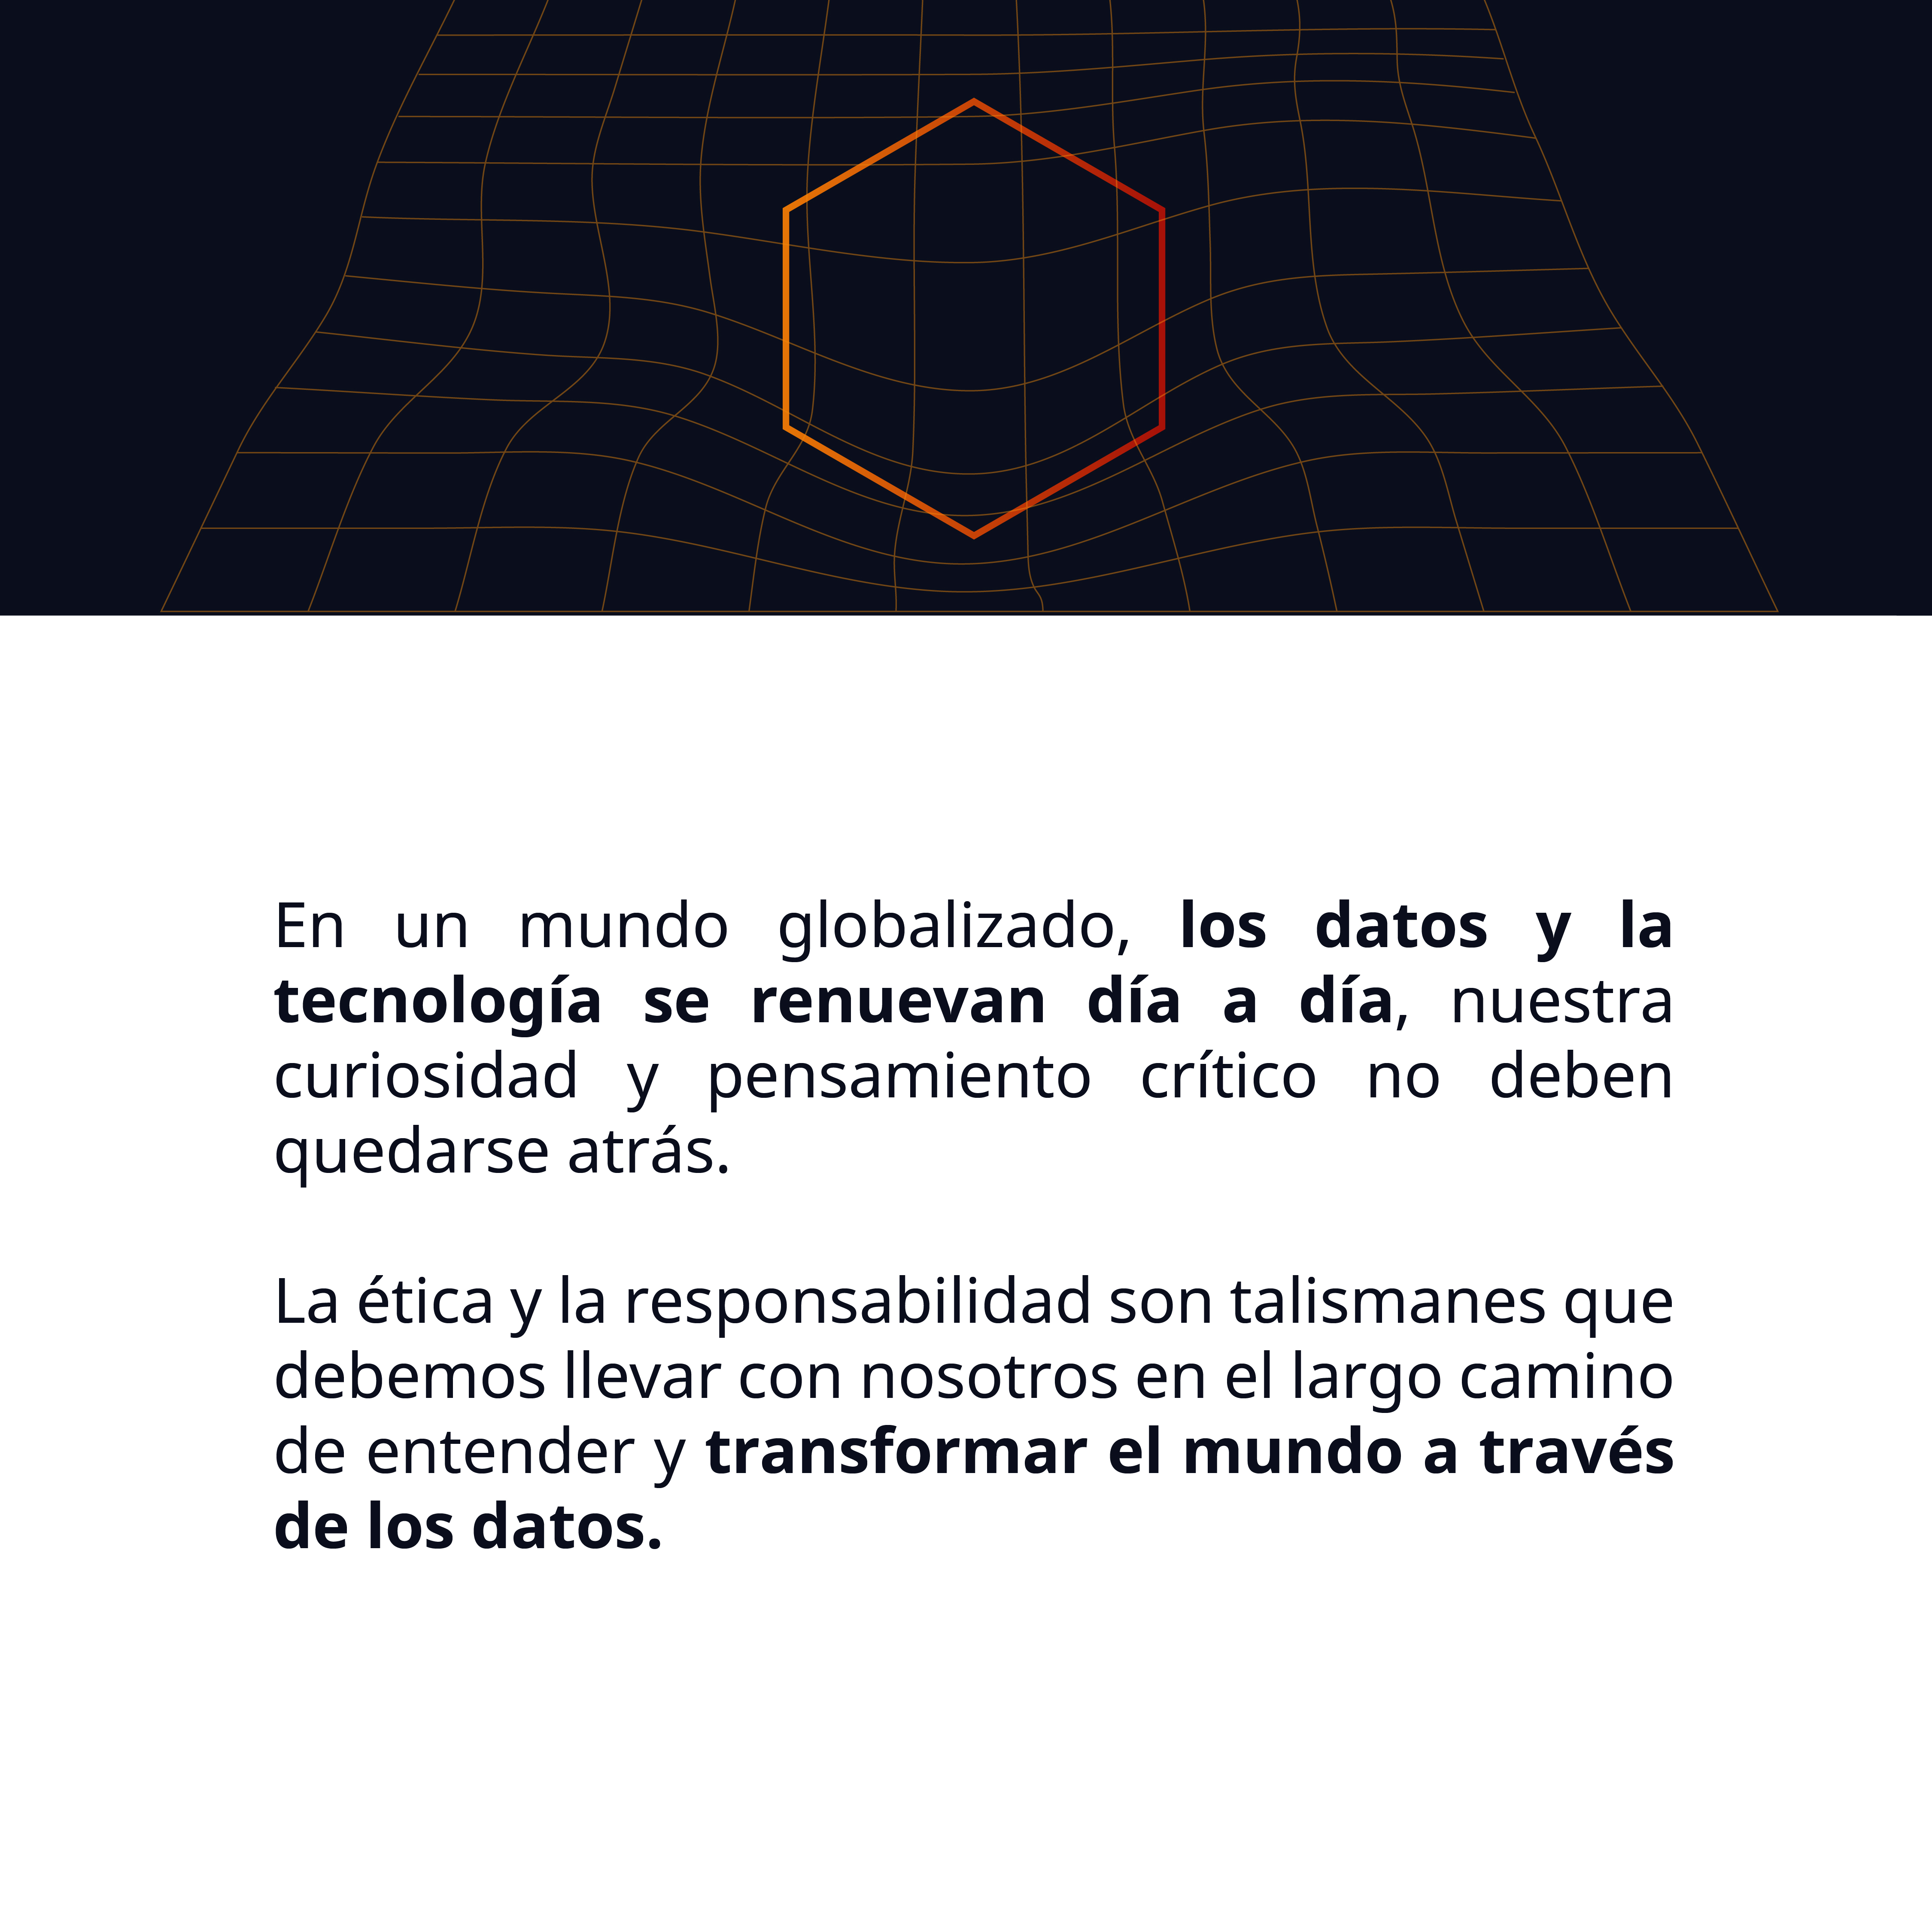 En un mundo globalizado, los datos y la
tecnología se renuevan día a día, nuestra
curiosidad y pensamiento crítico no deben
quedarse atrás.
La ética y la responsabilidad son talismanes que
debemos llevar con nosotros en el largo camino
de entender y transformar el mundo a través
de los datos.